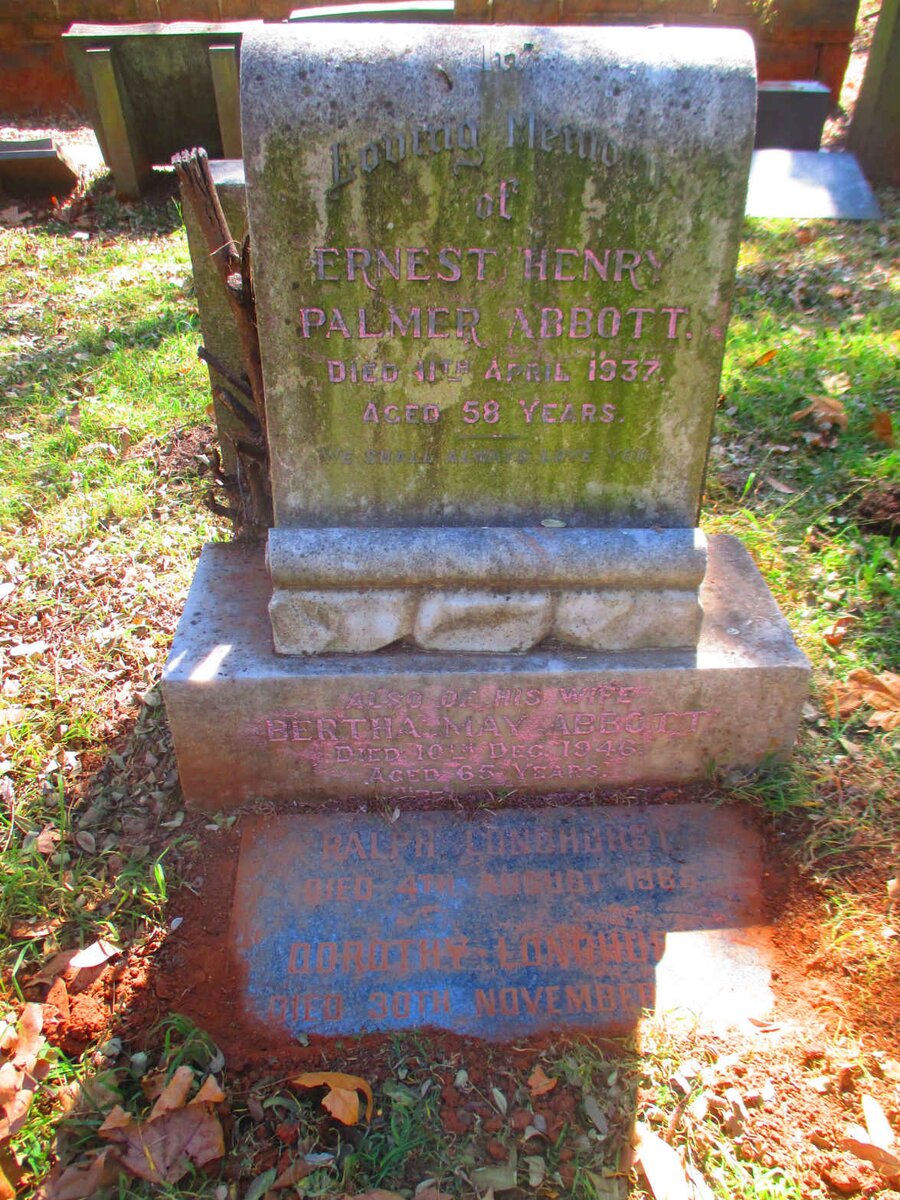 In
Loving Memory
of
ERNEST HENRY
PALMER ABBOTT.
DIED 11TH APRIL 1937.
AGED 58 YEARS.
WE SHALL ALWAYS LOVE YOU
ALSO OF HIS WIFE
BERTHA MAY ABBOTT
DIED 10TH DEC. 1946
AGED 65 YEARS.
RALPH LONGHURST
DIED 4TH AUGUST
DOROTHY
DIED 30TH NOVEMBER